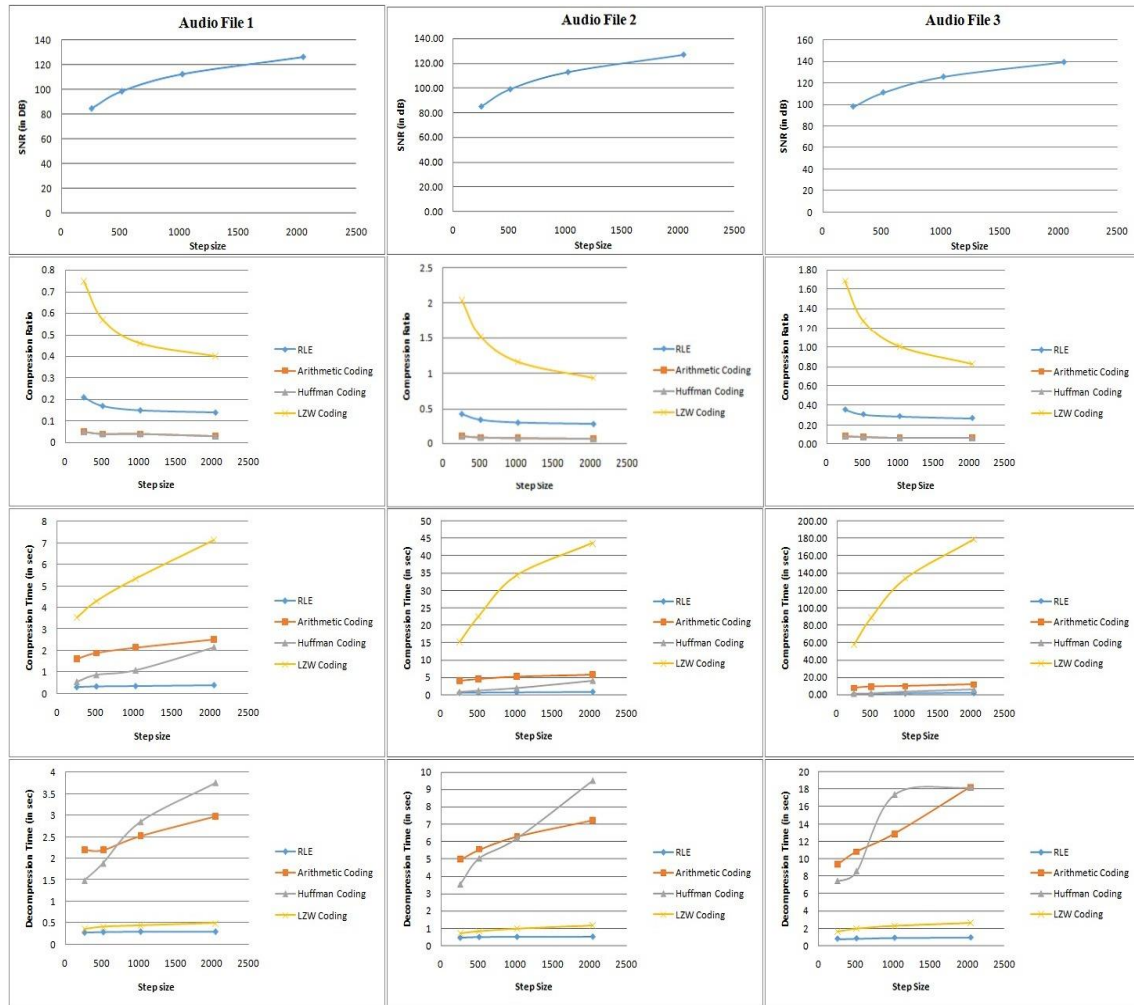 Audio File 1
140
120
100
80
60
40
20
0
SNR (in DB)
0 500 1000 1500 2000 2500
Step size
Audio File 2
140.00
120.00
100.00
80.00
60.00
40.00
20.00
0.00
SNR (in dB)
0 500 1000 1500 2000 2500
Step Size
Audio File 3
160
140
120
100
80
60
40
20
0
SNR (in dB)
0 500 1000 1500 2000 2500
Step Size
0.8
0.7
0.6
0.5
0.4
0.3
0.2
0.1
0
Compression Ratio
0 500 1000 1500 2000 2500
Step size
RLE
Arithmetic Coding
Huffman Coding
LZW Coding
2.5
2
1.5
1
0.5
0
Compression Ratio
0 500 1000 1500 2000 2500
Step Size
RLE
Arithmetic Coding
Huffman Coding
LZW Coding
1.80
1.60
1.40
1.20
1.00
0.80
0.60
0.40
0.20
0.00
Compression Ratio
0 500 1000 1500 2000 2500
Step Size
RLE
Arithmetic Coding
Huffman Coding
LZW Coding
8
7
6
5
4
3
2
1
0
Compression Time (in sec)
0 500 1000 1500 2000 2500
Step size
RLE
Arithmetic Coding
Huffman Coding
LZW Coding
50
45
40
35
30
25
20
15
10
5
0
Compression Time (in sec)
0 500 1000 1500 2000 2500
Step Size
RLE
Arithmetic Coding
Huffman Coding
LZW Coding
200.00
180.00
160.00
140.00
120.00
100.00
80.00
60.00
40.00
20.00
0.00
Compression Time (in sec)
0 500 1000 1500 2000 2500
Step Size
RLE
Arithmetic Coding
Huffman Coding
LZW Coding
4
3.5
3
2.5
2
1.5
1
0.5
0
Decompression Time (in sec)
0 500 1000 1500 2000 2500
Step size
RLE
Arithmetic Coding
Huffman Coding
LZW Coding
10
9
8
7
6
5
4
3
2
1
0
Decompression Time (in sec)
0 500 1000 1500 2000 2500
Step Size
RLE
Arithmetic Coding
Huffman Coding
LZW Coding
20
18
16
14
12
10
8
6
4
2
0
Decompression Time (in sec)
0 500 1000 1500 2000 2500
Step Size
RLE
Arithmetic Coding
Huffman Coding
LZW Coding